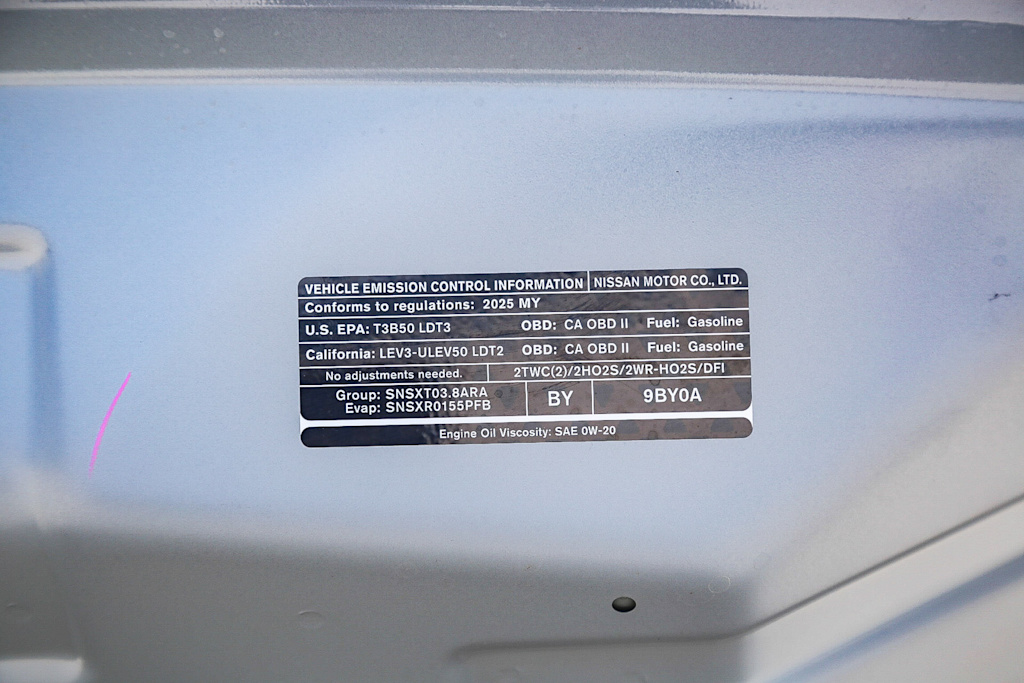 VEHICLE EMISSION CONTROL INFORMATION NISSAN MOTOR CO., LTD.
Conforms to regulations: 2025 MY
U.S. EPA: T3B50 LDT3 OBD: CA OBD II Fuel: Gasoline
California: LEV3-ULEV50 LDT2 OBD: CA OBD II Fuel: Gasoline
No adjustments needed. 2TWC(2)/2HO2S/2WR-HO2S/DFI
Group: SNSXT03.8ARA
Evap: SNSXR0155PFB
BY 9BY0A
Engine Oil Viscosity: SAE 0W-20